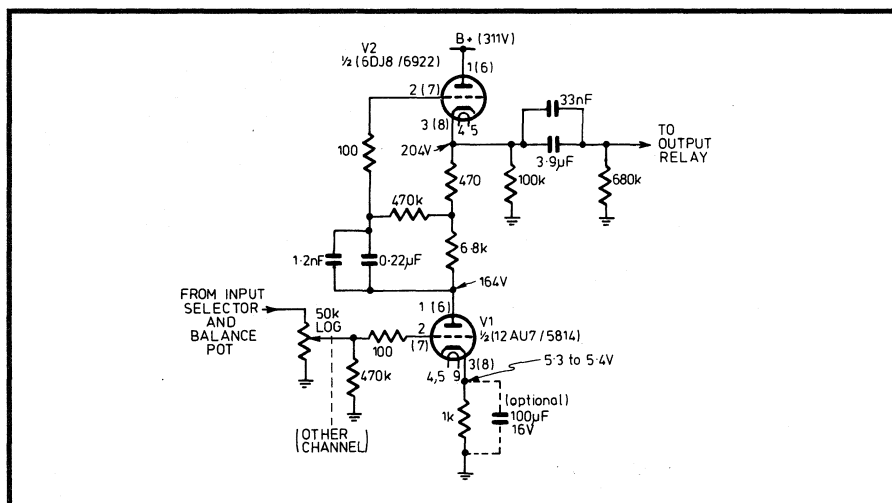 B+ (311V)
V2
½(6DJ8/6922)
1(6)
2(7)
3(8)
4 5
33nF
204V
3·9µF
TO
OUTPUT
RELAY
100
470
100k
680k
470k
1·2nF
0·22µF
6·8k
164V
FROM INPUT
SELECTOR
AND
BALANCE
POT
50k
LOG
100
1(6)
2
(7)
V1
½(12AU7/5814)
4,5 9
3(8)
5·3 to 5·4V
470k
(OTHER
CHANNEL)
1k
(optional)
100µF
16V